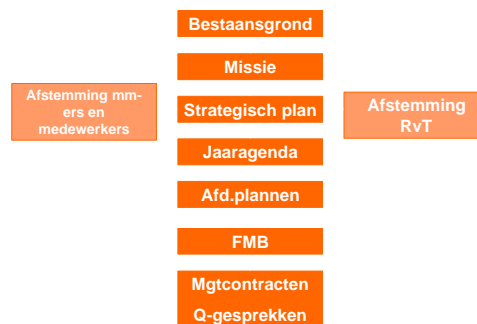 Bestaansgrond
Missie
Afstemming mm-
ers en
medewerkers
Strategisch plan
Afstemming
RvT
Jaaragenda
Afd.plannen
FMB
Mgtcontracten
Q-gesprekken